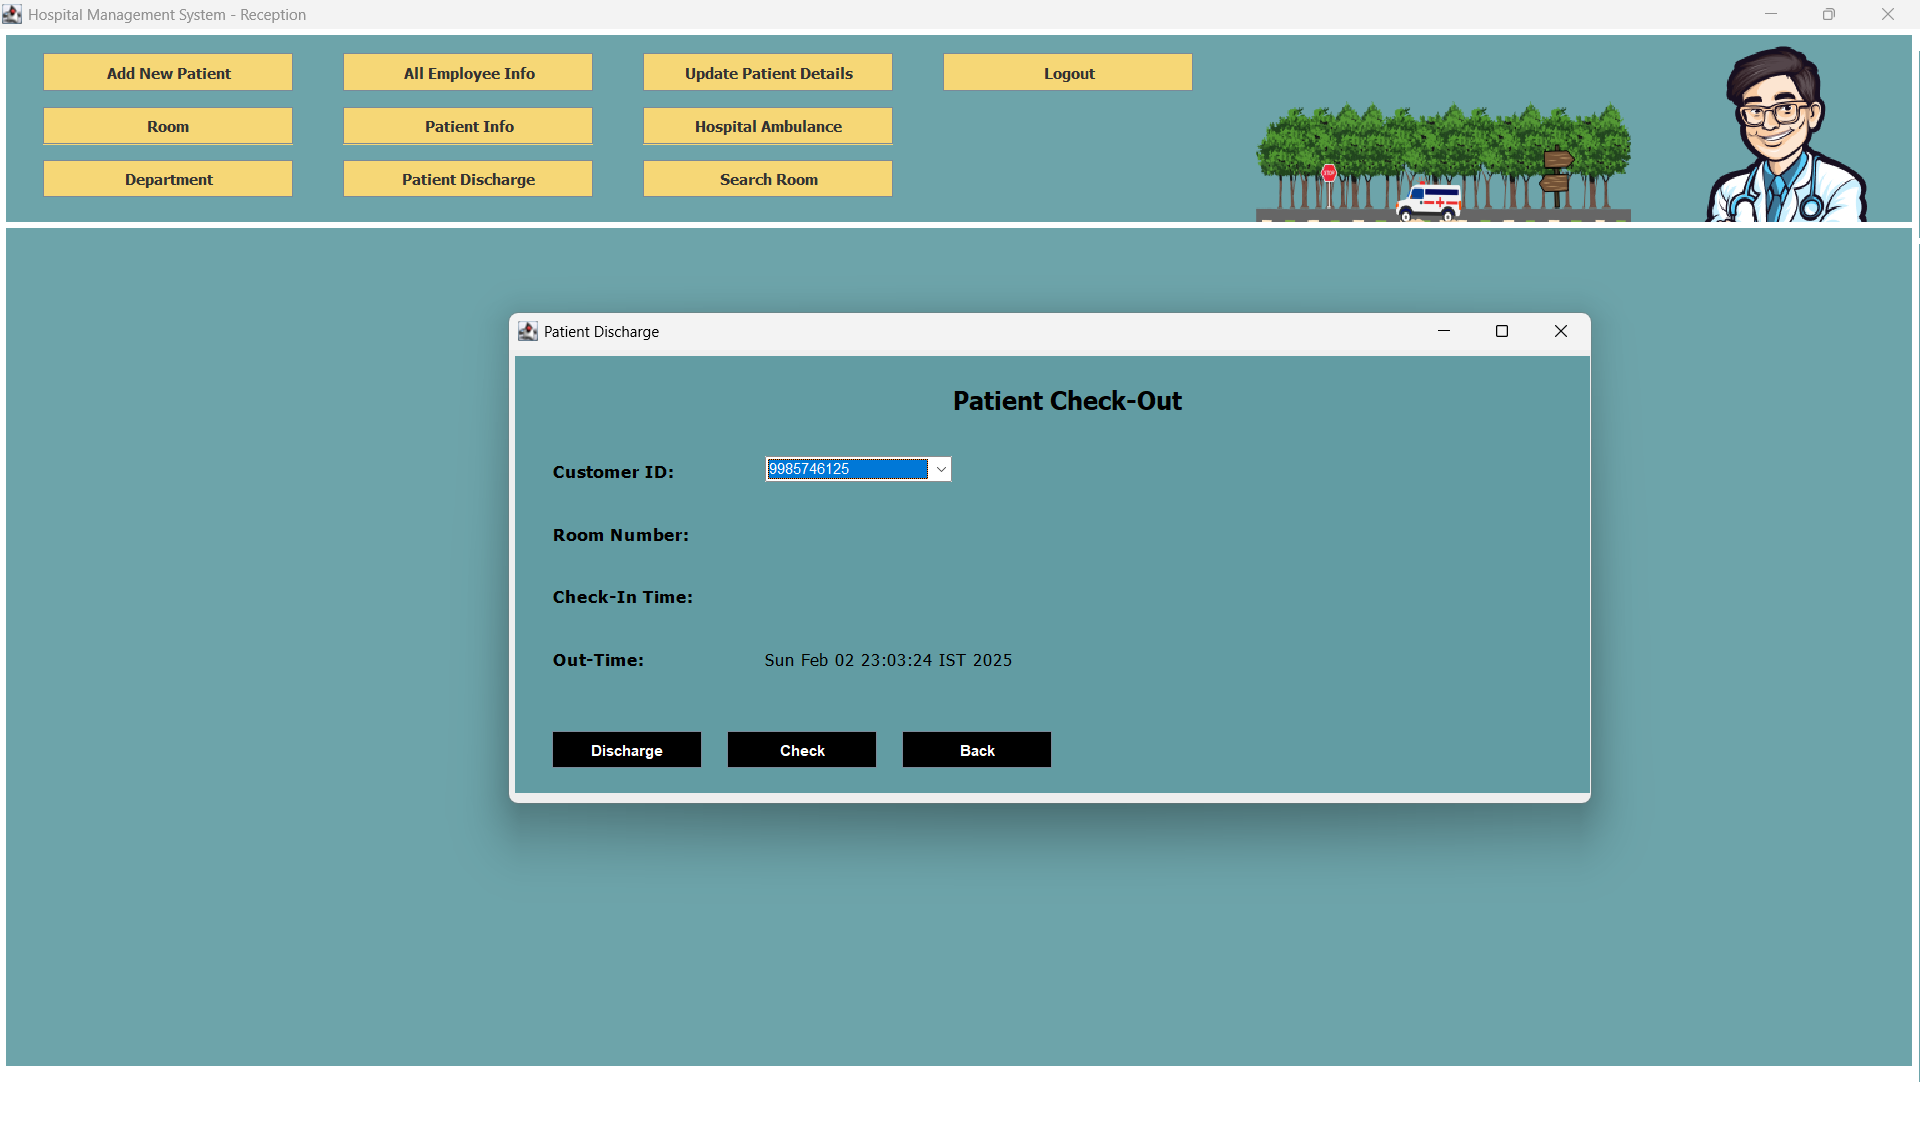 Hospital Management System - Reception
Add New Patient All Employee Info Update Patient Details Logout
Room Patient Info Hospital Ambulance
Department Patient Discharge Search Room
STOP
Patient Discharge
Patient Check-Out
Customer ID: 9985746125
Room Number:
Check-In Time:
Out-Time: Sun Feb 02 23:03:24 IST 2025
Discharge Check Back